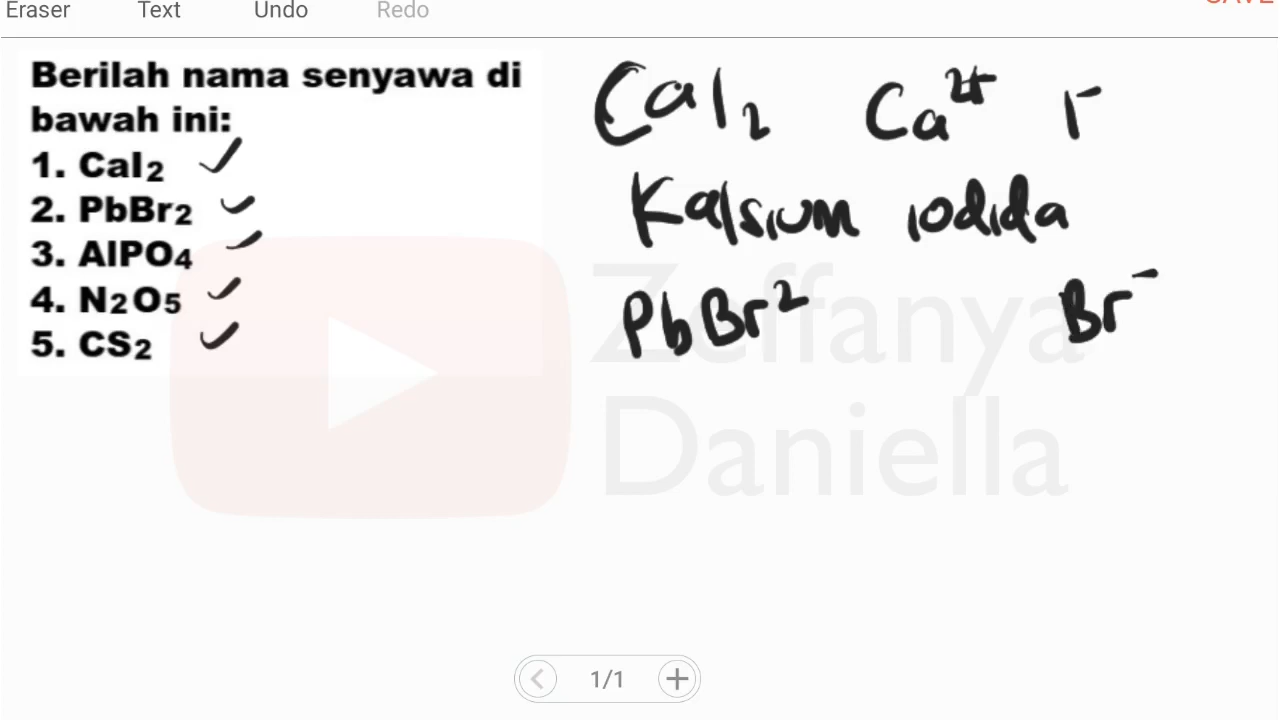 Eraser Text Undo Redo SAVE
Berilah nama senyawa di
bawah ini:
1. CaI2
2. PbBr2
3. AlPO4
4. N2O5
5. CS2
CaI2 Ca2+ I-
Kalsium iodida
PbBr2 Br-
Zeffanya
Daniella
1/1